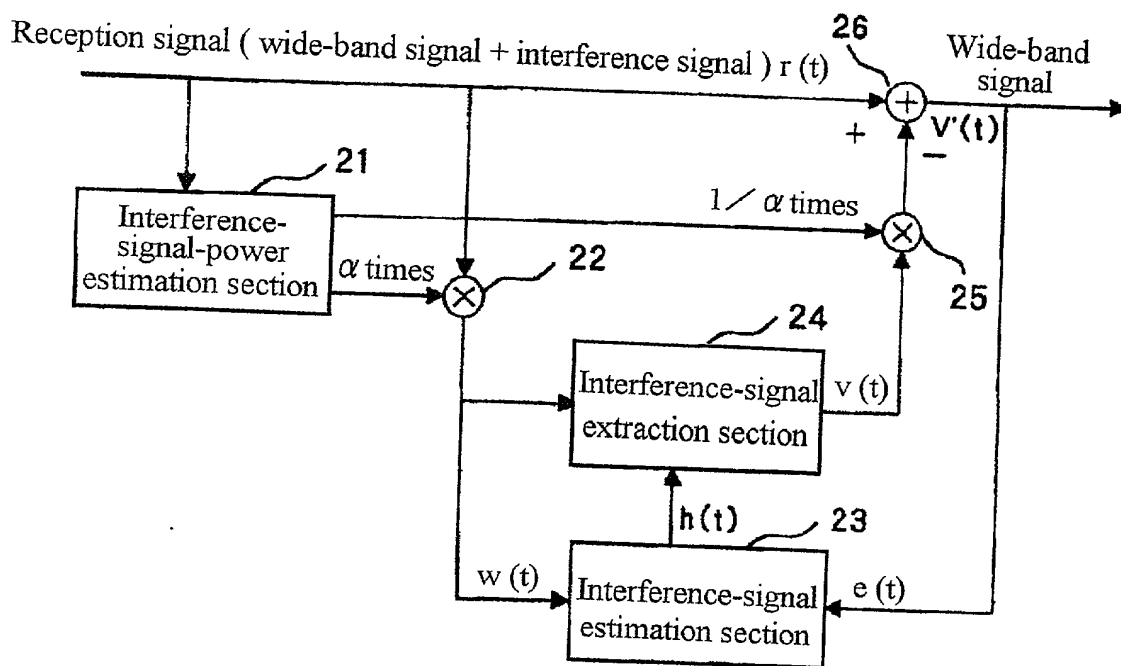 26
Reception signal ( wide-band signal + interference signal ) r (t)
Wide-band
signal
+
V'(t)
−
21
Interference-
signal-power
estimation section
1／α times
α times
22
25
24
Interference-signal
extraction section
v (t)
h(t)
23
w (t)
Interference-signal
estimation section
e (t)